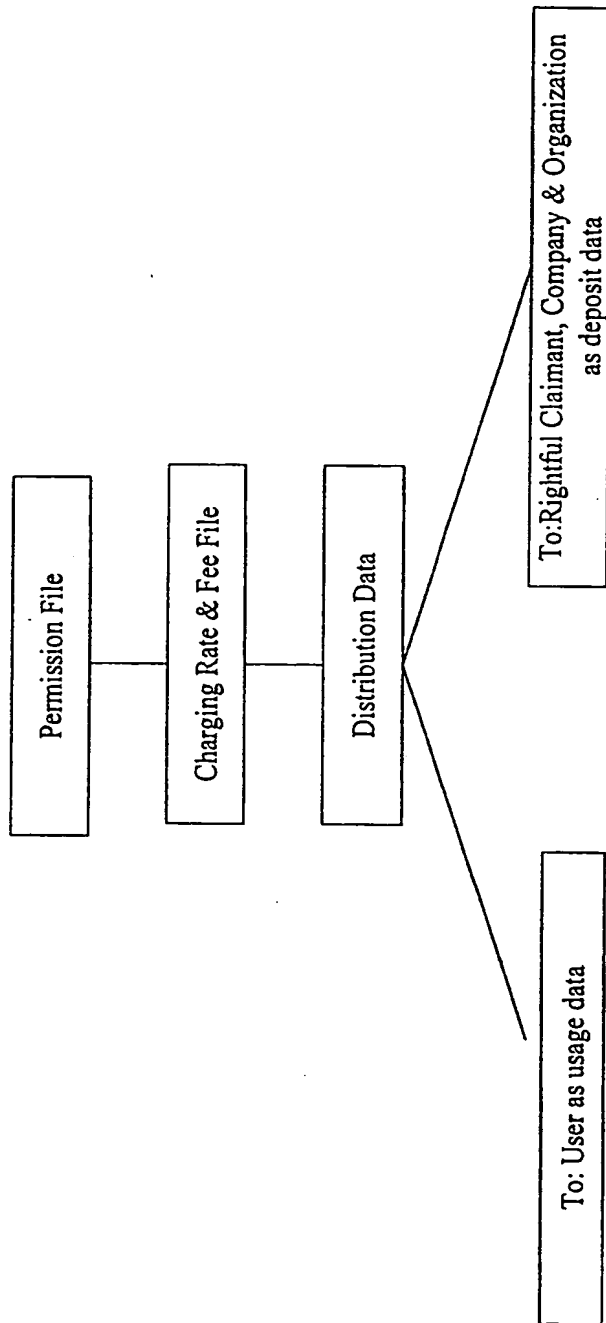 Permission File
Charging Rate & Fee File
Distribution Data
To: User as usage data
To:Rightful Claimant, Company & Organization
as deposit data